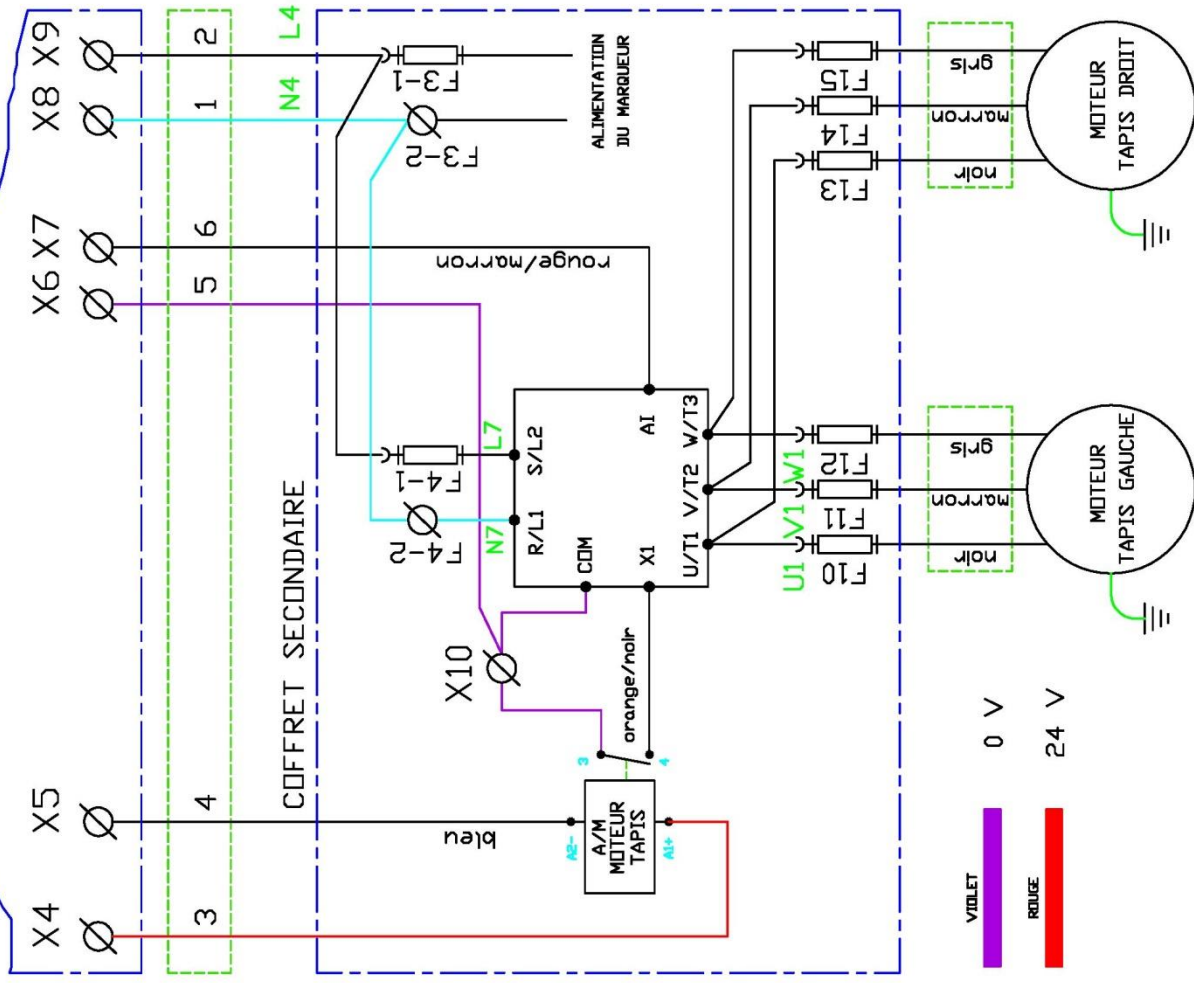 X4 X5 X6 X7 X8 X9
3 4 5 6 1 2
N4 L4
COFFRET SECONDAIRE
F3-1
F3-2
ALIMENTATION
DU MARQUEUR
rouge/marron
bleu
X10
F4-2 F4-1
N7 L7
R/L1 S/L2
COM
X1 AI
U/T1 V/T2 W/T3
orange/noir
3
4
A2-
A/M
MOTEUR
TAPIS
A1+
U1 V1 W1
F10 F11 F12
F13 F14 F15
noir marron gris
noir marron gris
MOTEUR
TAPIS GAUCHE
MOTEUR
TAPIS DROIT
VIOLET 0 V
ROUGE 24 V